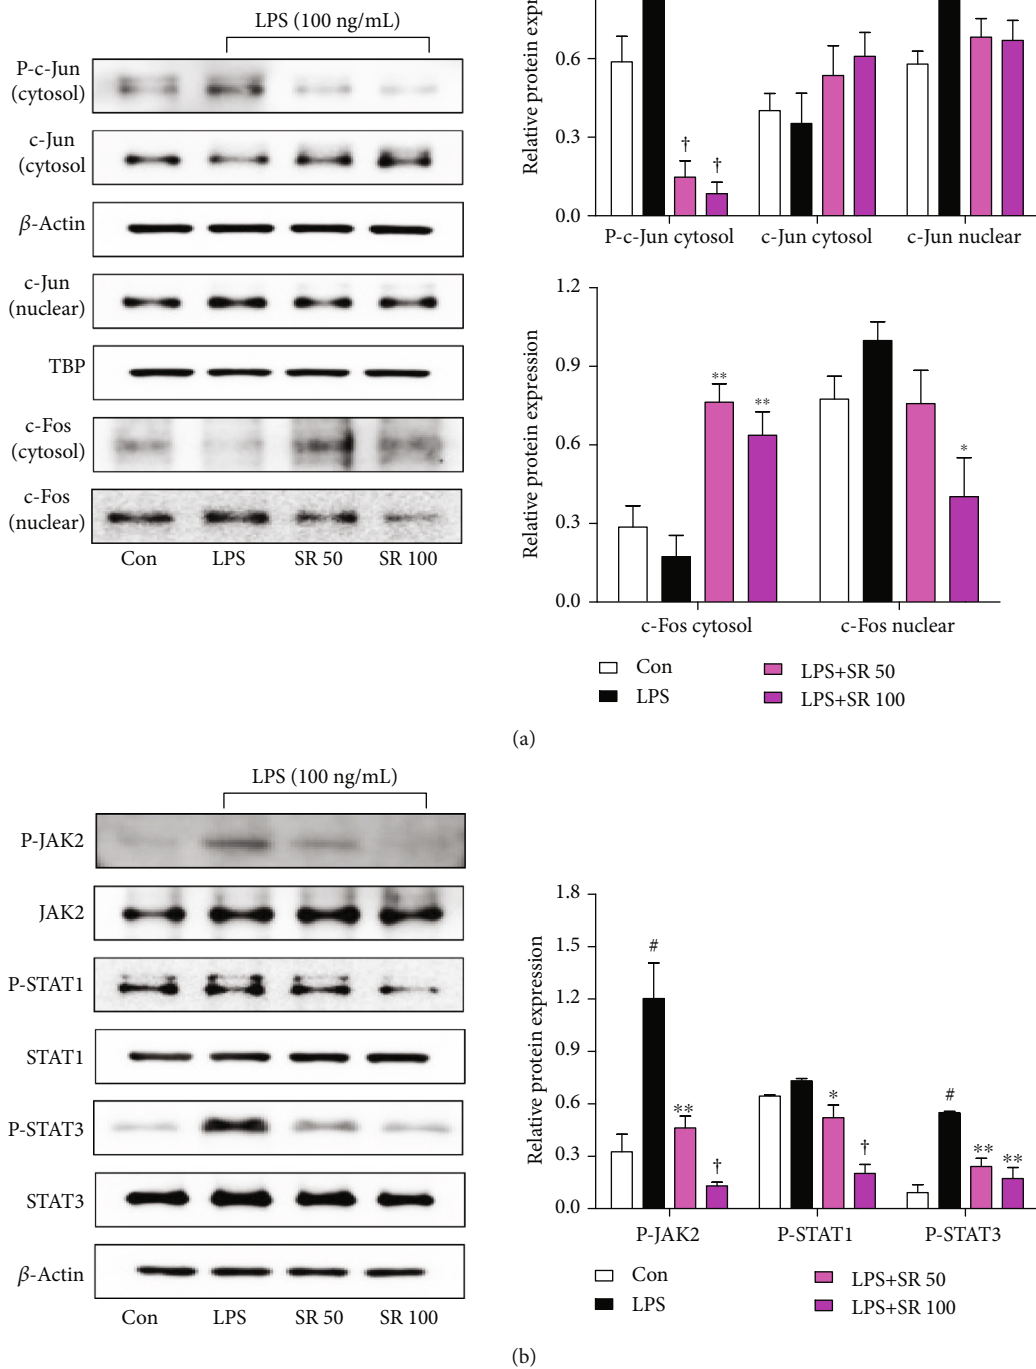 LPS (100 ng/mL)
P-c-Jun
(cytosol)
c-Jun
(cytosol
β-Actin
c-Jun
(nuclear)
TBP
c-Fos
(cytosol)
c-Fos
(nuclear)
Con LPS SR 50 SR 100
Relative protein
0.6
0.3
0.0
† †
P-c-Jun cytosol c-Jun cytosol c-Jun nuclear
Relative protein expression
1.2
0.9
0.6
0.3
0.0
** ** *
c-Fos cytosol c-Fos nuclear
Con LPS+SR 50
LPS LPS+SR 100
(a)
LPS (100 ng/mL)
P-JAK2
JAK2
P-STAT1
STAT1
P-STAT3
STAT3
β-Actin
Con LPS SR 50 SR 100
Relative protein expression
1.8
1.5
1.2
0.9
0.6
0.3
0.0
# ** † * † # ** **
P-JAK2 P-STAT1 P-STAT3
Con LPS+SR 50
LPS LPS+SR 100
(b)